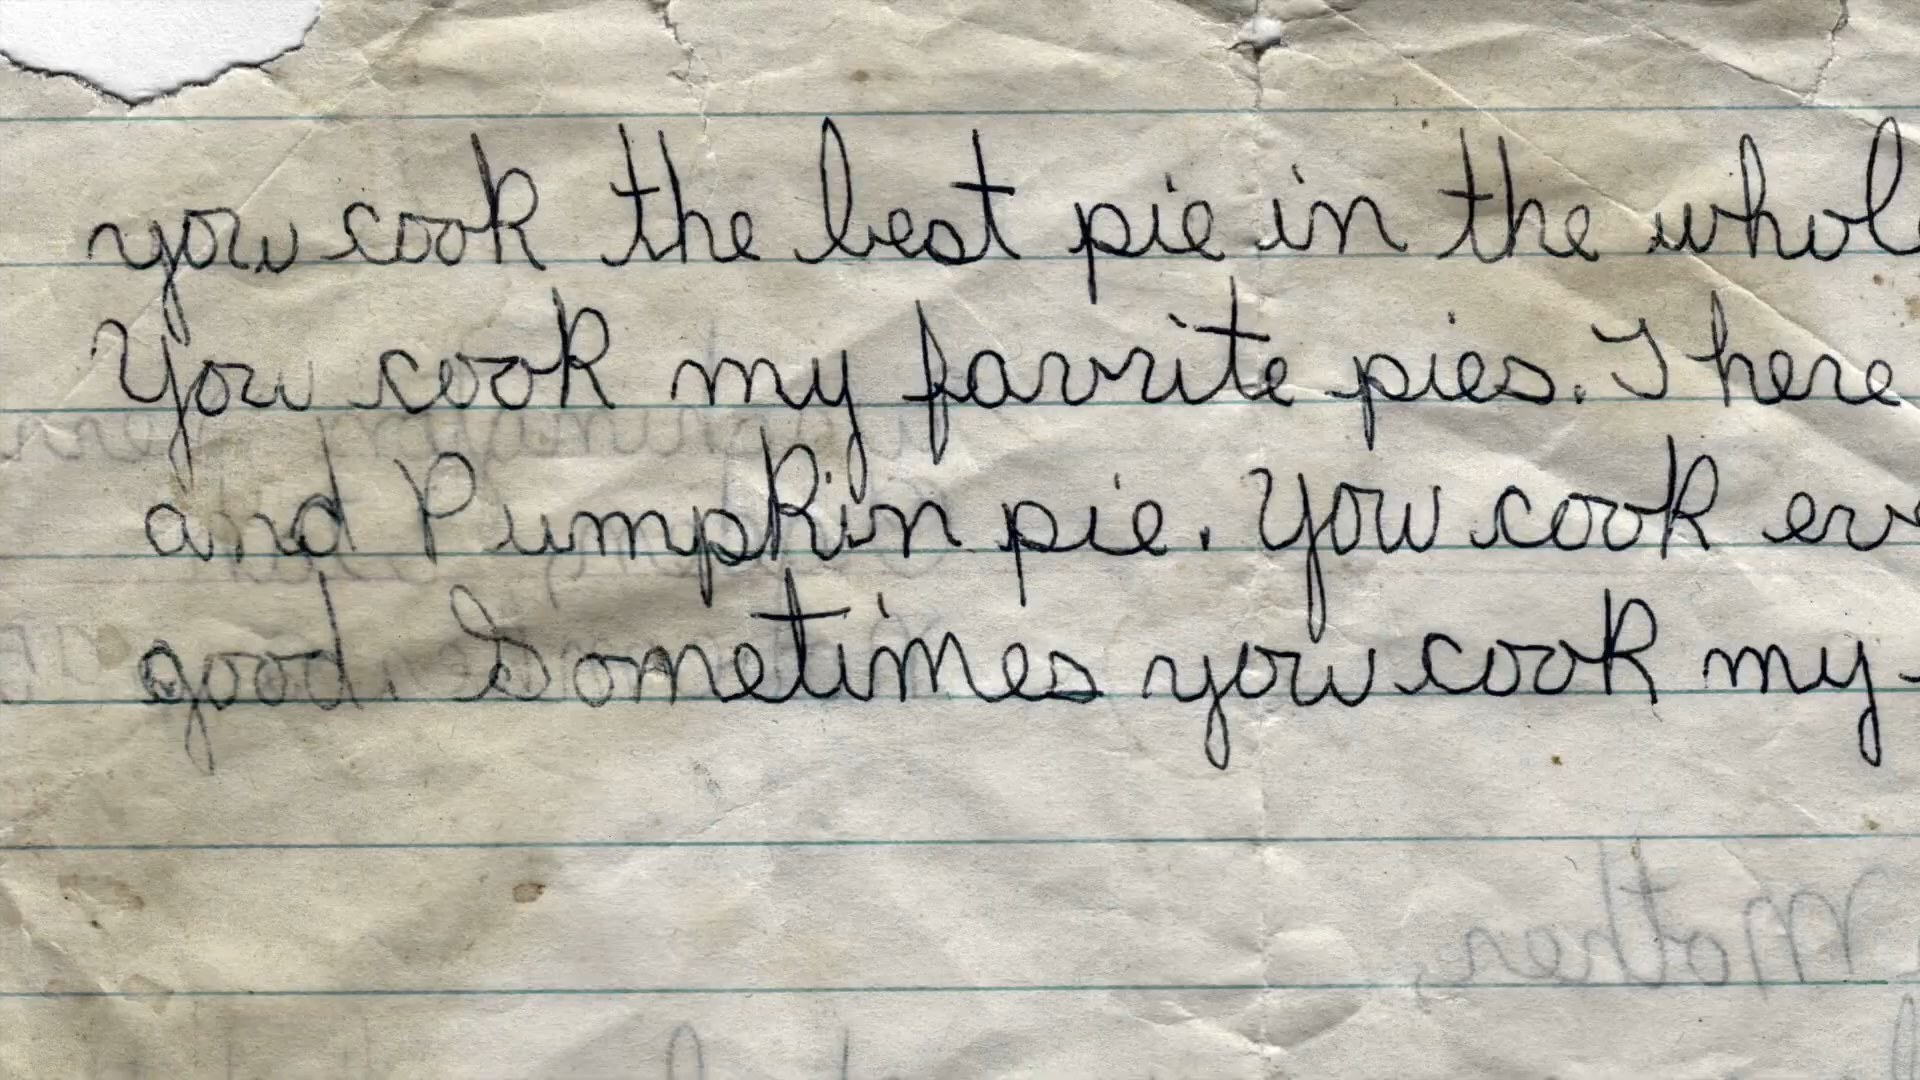 you cook the best pie in the whole
You cook my favrite pies. I here
and Pumpkin pie. You cook ev
good. Sometimes you cook my
Mother,